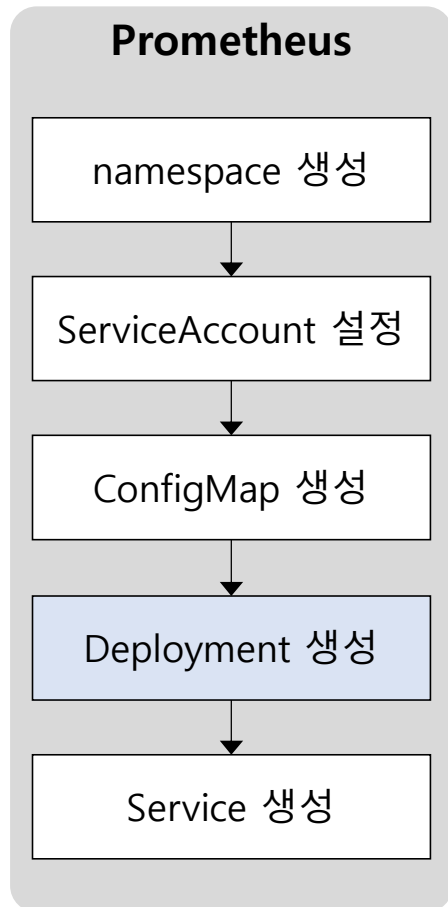 Prometheus
namespace 생성
ServiceAccount 설정
ConfigMap 생성
Deployment 생성
Service 생성